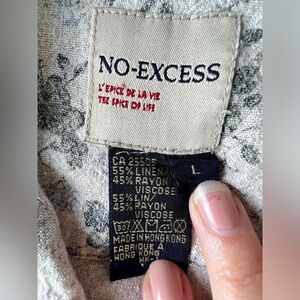 NO-EXCESS
L'EPICE DE LA VIE
THE SPICE OF LIFE
CA 25505
L
55% LINEN
45% RAYON
VISCOSE
55% LIN
45% RAYON
VISCOSE
MADE IN HONG KONG
FABRIQUE À
HONG KONG
HK-